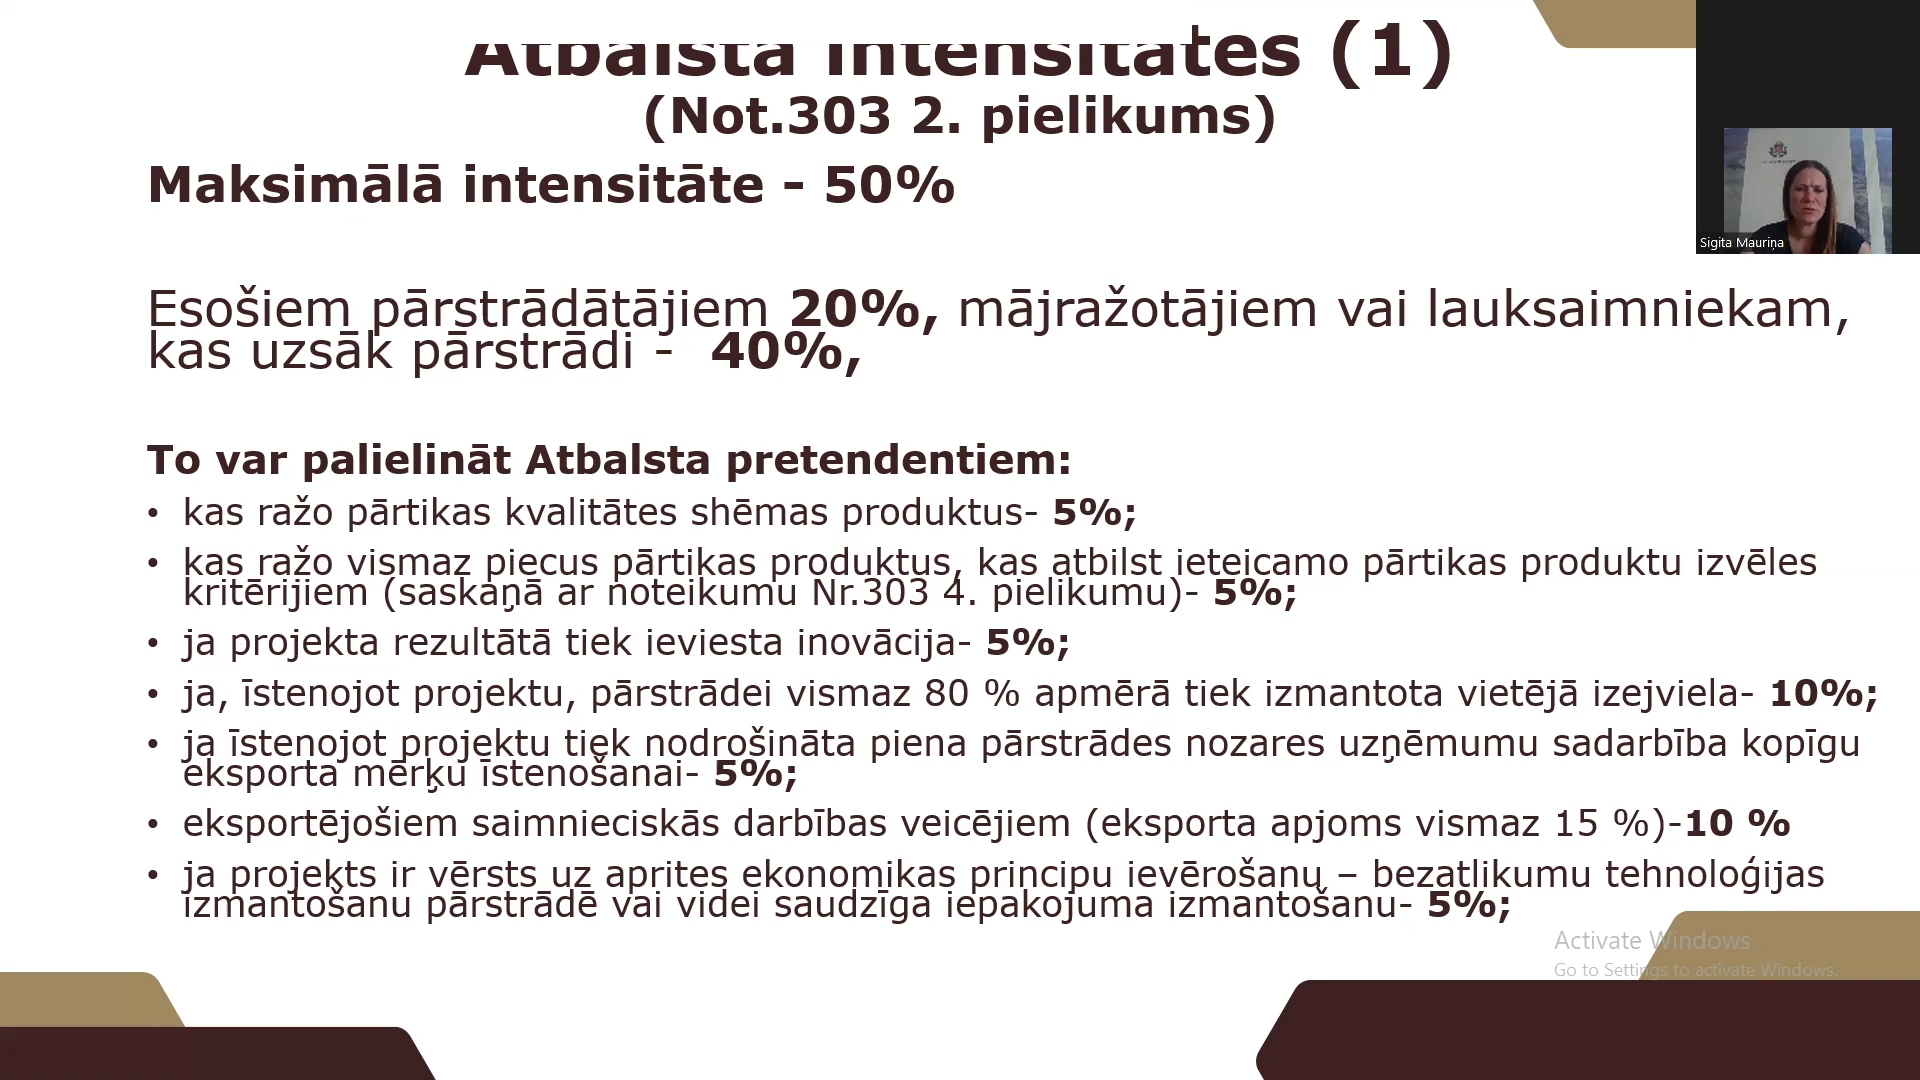 Atbalsta intensitātes (1)
(Not.303 2. pielikums)
Maksimālā intensitāte - 50%
Sigita Mauriņa
Esošiem pārstrādātājiem 20%, mājražotājiem vai lauksaimniekam,
kas uzsāk pārstrādi - 40%,
To var palielināt Atbalsta pretendentiem:
• kas ražo pārtikas kvalitātes shēmas produktus- 5%;
• kas ražo vismaz piecus pārtikas produktus, kas atbilst ieteicamo pārtikas produktu izvēles
kritērijiem (saskaņā ar noteikumu Nr.303 4. pielikumu)- 5%;
• ja projekta rezultātā tiek ieviesta inovācija- 5%;
• ja, īstenojot projektu, pārstrādei vismaz 80 % apmērā tiek izmantota vietējā izejviela- 10%;
• ja īstenojot projektu tiek nodrošināta piena pārstrādes nozares uzņēmumu sadarbība kopīgu
eksporta mērķu īstenošanai- 5%;
• eksportējošiem saimnieciskās darbības veicējiem (eksporta apjoms vismaz 15 %)-10 %
• ja projekts ir vērsts uz aprites ekonomikas principu ievērošanu – bezatlikumu tehnoloģijas
izmantošanu pārstrādē vai videi saudzīga iepakojuma izmantošanu- 5%;
Activate Windows
Go to Settings to activate Windows.